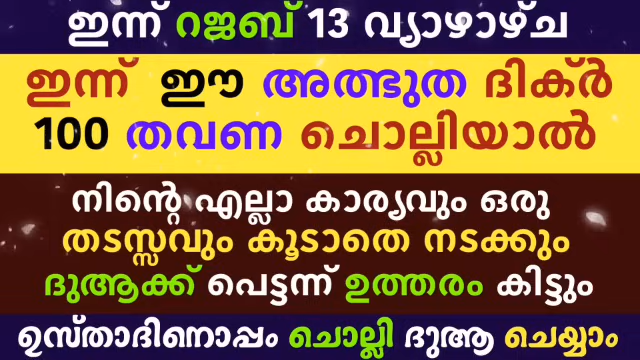 ഇന്ന് റജബ് 13 വ്യാഴാഴ്ച
ഇന്ന് ഈ അത്ഭുത ദിക്ർ
100 തവണ ചൊല്ലിയാൽ
നിന്റെ എല്ലാ കാര്യവും ഒരു
തടസ്സവും കൂടാതെ നടക്കും
ദുആക്ക് പെട്ടന്ന് ഉത്തരം കിട്ടും
ഉസ്താദിനൊപ്പം ചൊല്ലി ദുആ ചെയ്യാം